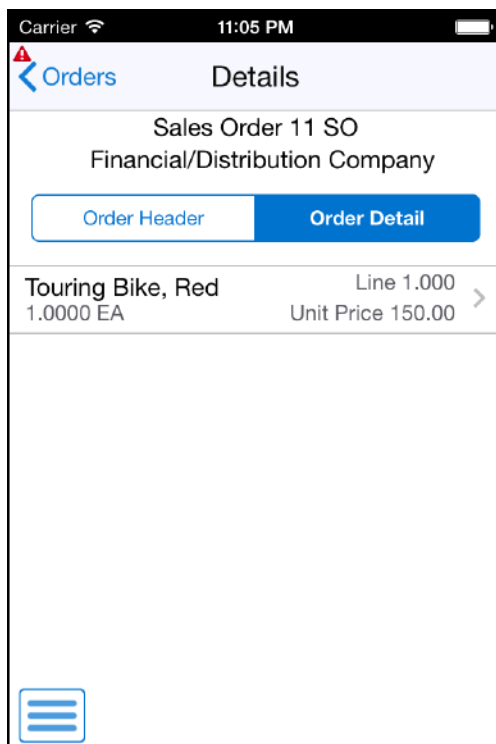 Carrier 11:05 PM
Orders Details
Sales Order 11 SO
Financial/Distribution Company
Order Header Order Detail
Touring Bike, Red Line 1.000
1.0000 EA Unit Price 150.00